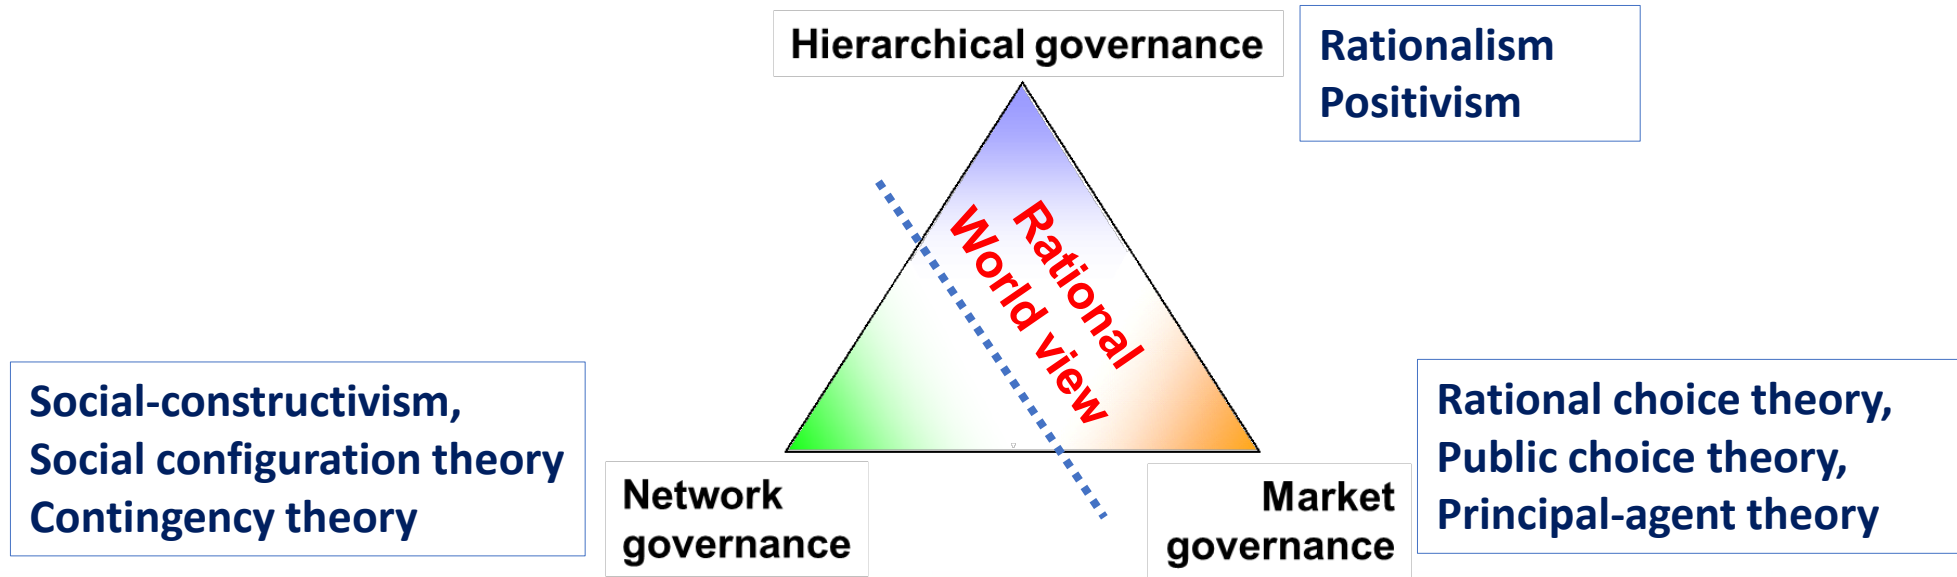 Hierarchical governance
Rationalism
Positivism
Rational
World view
Social-constructivism,
Social configuration theory
Contingency theory
Network
governance
Market
governance
Rational choice theory,
Public choice theory,
Principal-agent theory